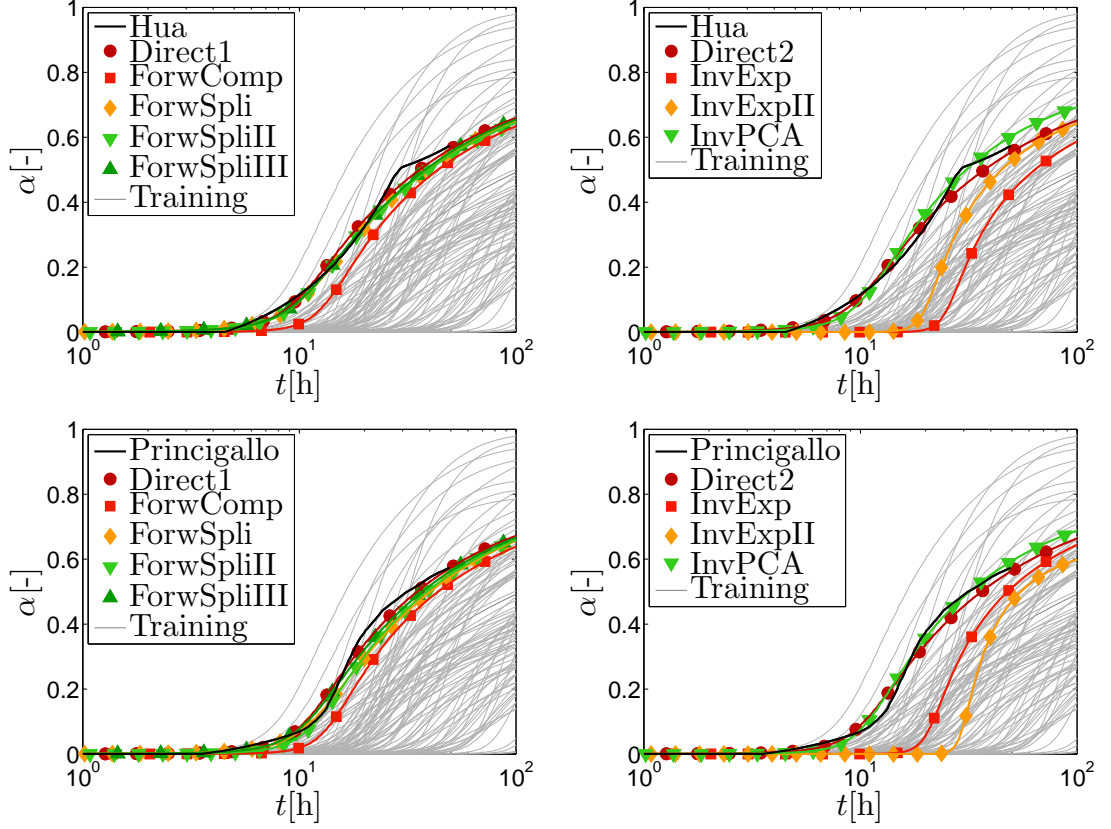 1
0.8
0.6
0.4
0.2
0
α[-]
10^0
10^1
10^2
t[h]
Hua
Direct1
ForwComp
ForwSpli
ForwSpliII
ForwSpliIII
Training
1
0.8
0.6
0.4
0.2
0
α[-]
10^0
10^1
10^2
t[h]
Hua
Direct2
InvExp
InvExpII
InvPCA
Training
1
0.8
0.6
0.4
0.2
0
α[-]
10^0
10^1
10^2
t[h]
Princigallo
Direct1
ForwComp
ForwSpli
ForwSpliII
ForwSpliIII
Training
1
0.8
0.6
0.4
0.2
0
α[-]
10^0
10^1
10^2
t[h]
Princigallo
Direct2
InvExp
InvExpII
InvPCA
Training